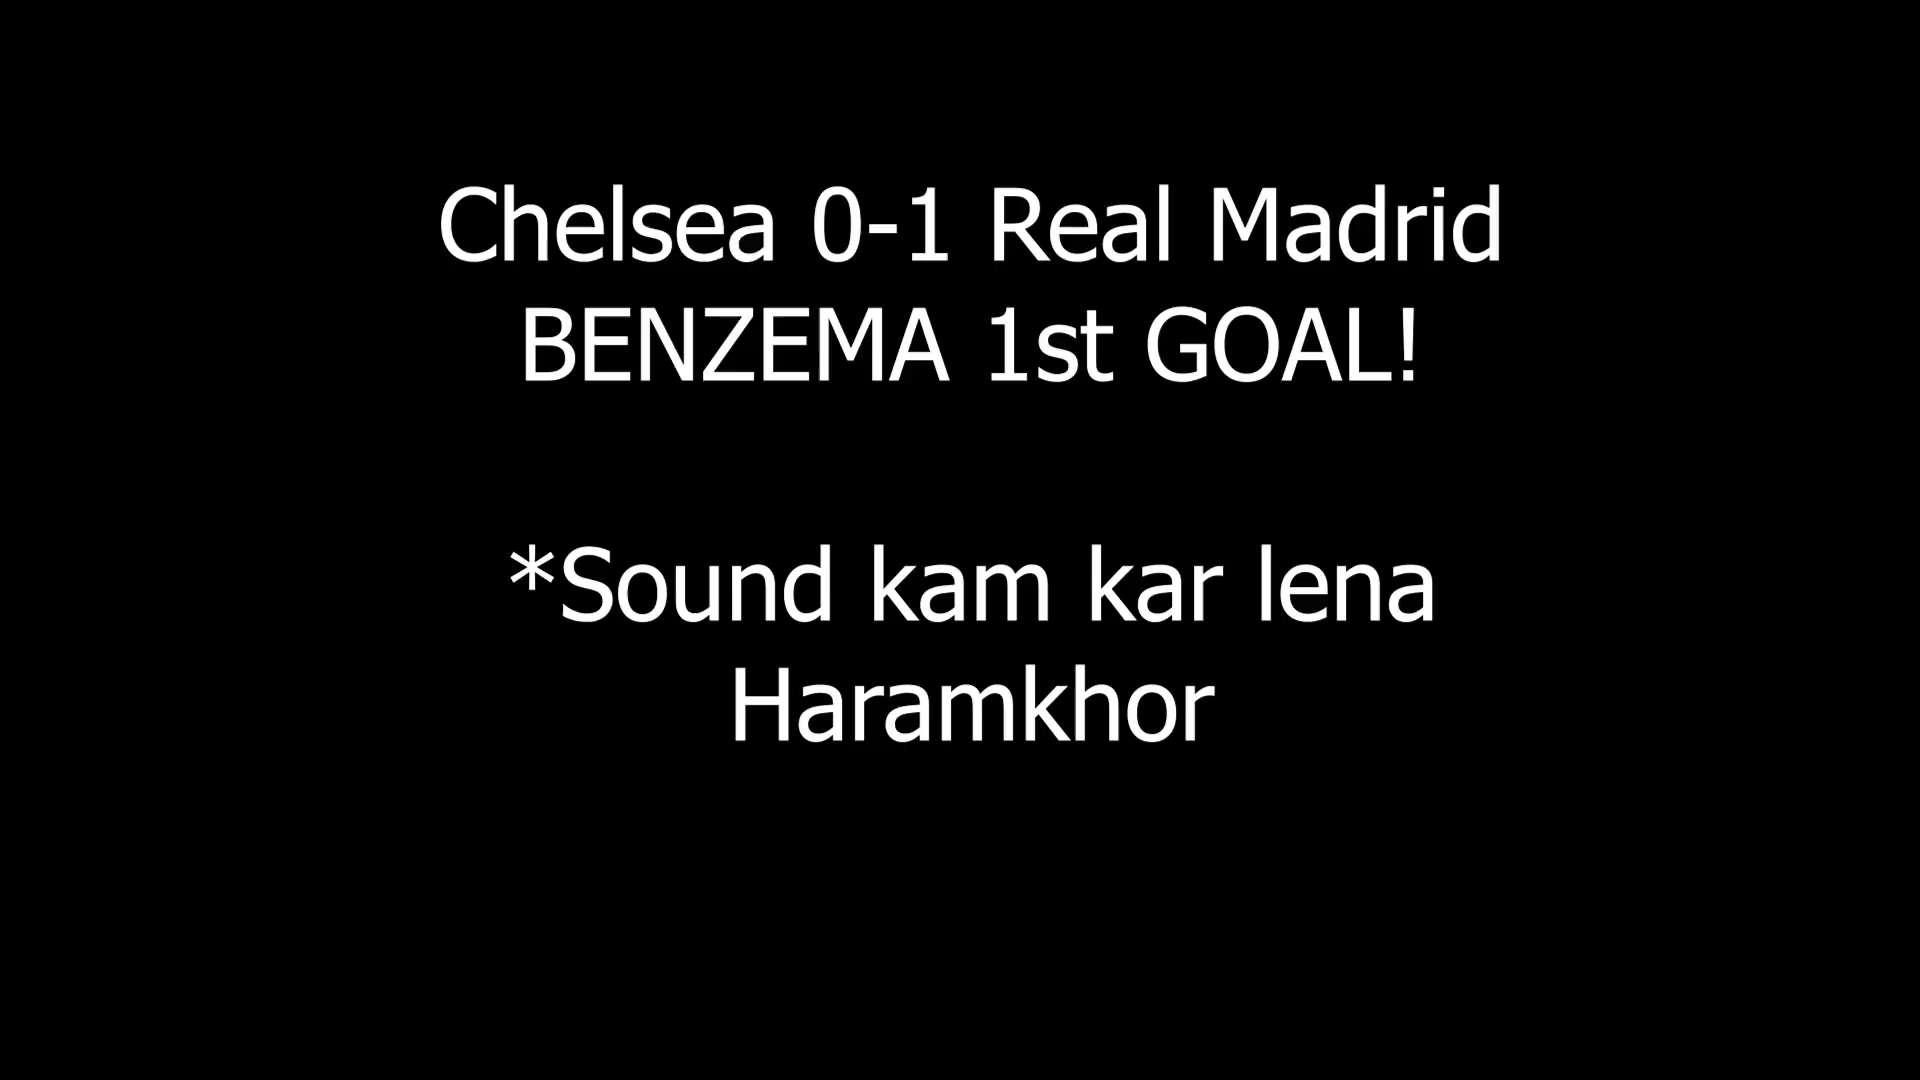 Chelsea 0-1 Real Madrid
BENZEMA 1st GOAL!
*Sound kam kar lena
Haramkhor